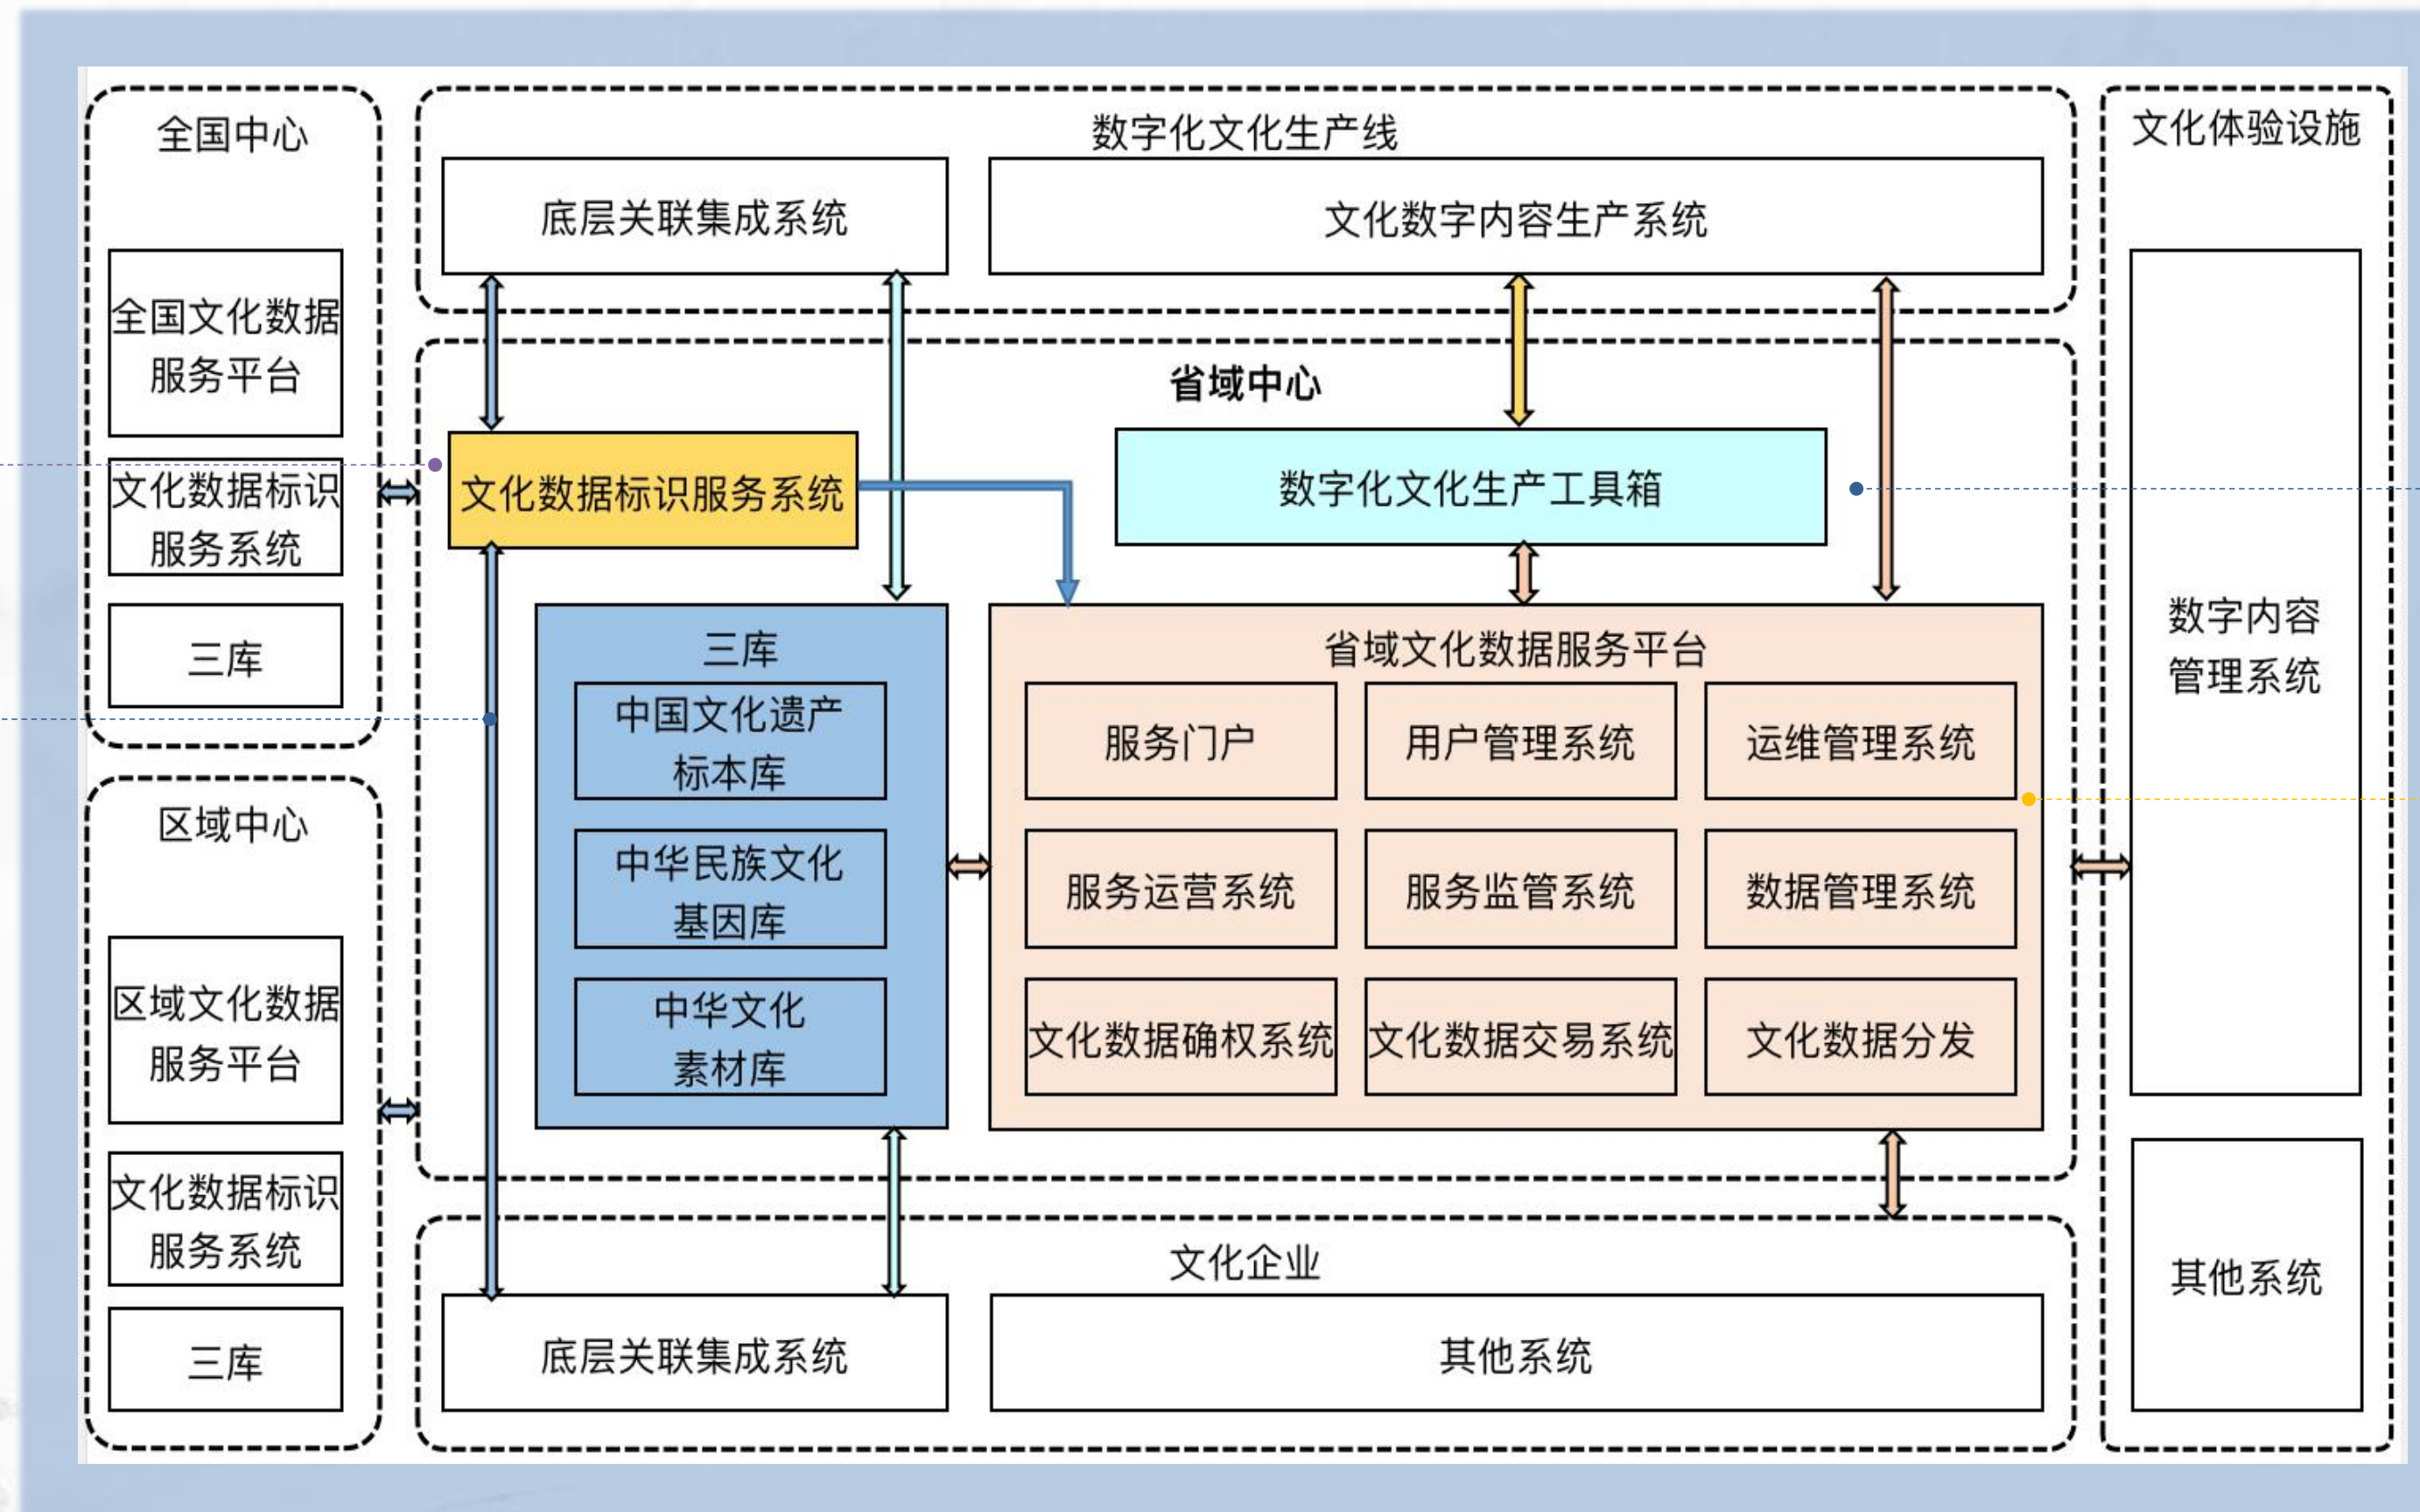 全国中心
全国文化数据
服务平台
文化数据标识
服务系统
三库
区域中心
区域文化数据
服务平台
文化数据标识
服务系统
三库
数字化文化生产线
底层关联集成系统
文化数字内容生产系统
省域中心
文化数据标识服务系统
数字化文化生产工具箱
三库
中国文化遗产
标本库
中华民族文化
基因库
中华文化
素材库
省域文化数据服务平台
服务门户
用户管理系统
运维管理系统
服务运营系统
服务监管系统
数据管理系统
文化数据确权系统
文化数据交易系统
文化数据分发
文化企业
底层关联集成系统
其他系统
文化体验设施
数字内容
管理系统
其他系统